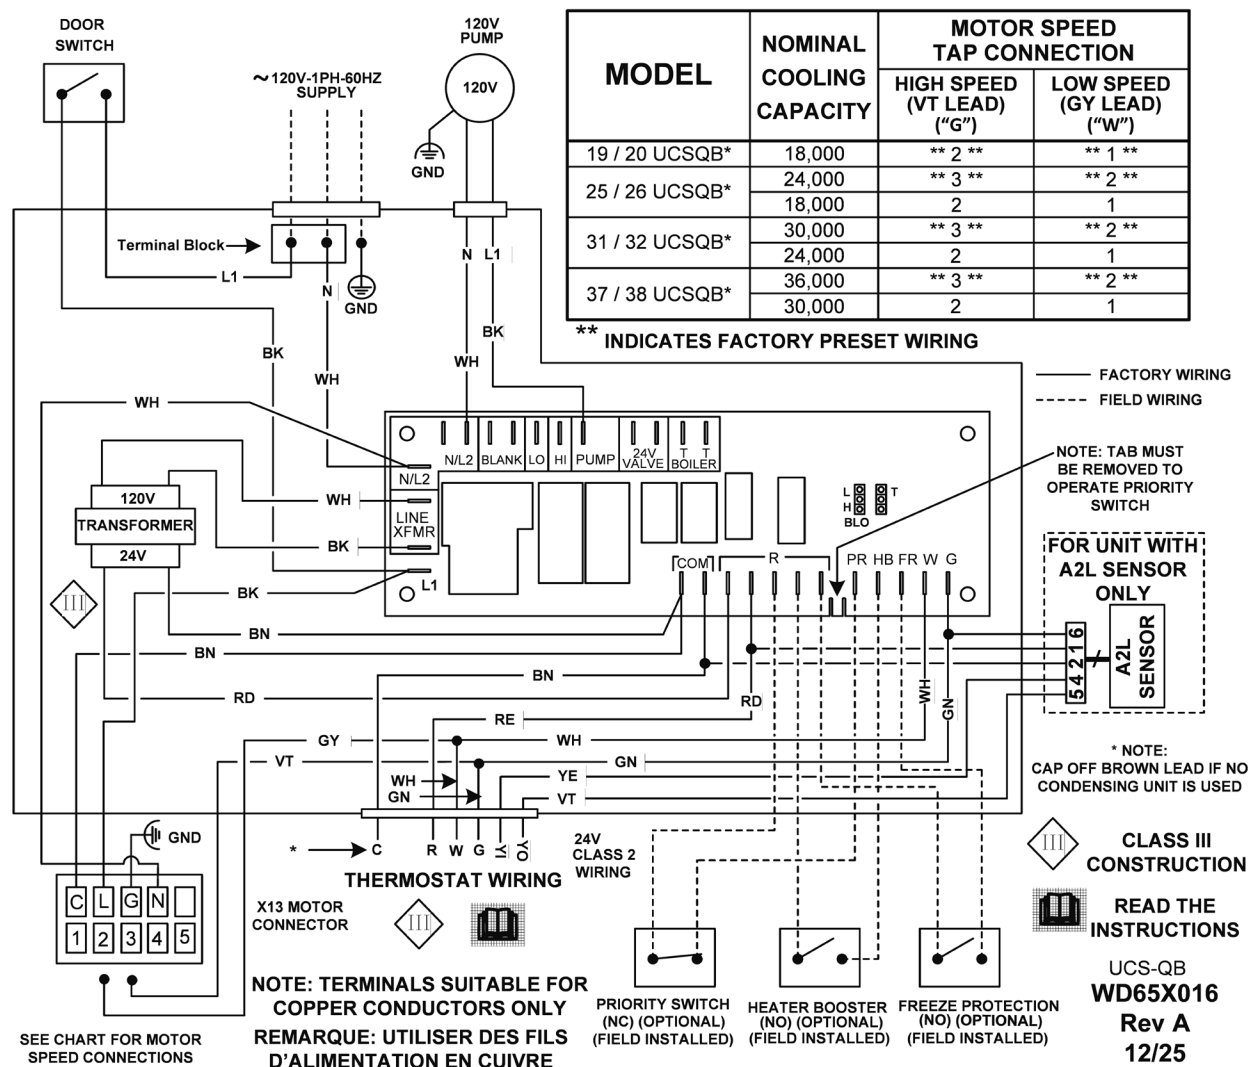 DOOR
SWITCH
120V
PUMP
120V
GND
~120V-1PH-60HZ
SUPPLY
Terminal Block
L1
N
GND
N
L1
BK
WH
BK
WH
MODEL
NOMINAL
COOLING
CAPACITY
MOTOR SPEED
TAP CONNECTION
HIGH SPEED
(VT LEAD)
("G")
LOW SPEED
(GY LEAD)
("W")
19 / 20 UCSQB* 18,000 ** 2 ** ** 1 **
25 / 26 UCSQB* 24,000 ** 3 ** ** 2 **
18,000 2 1
31 / 32 UCSQB* 30,000 ** 3 ** ** 2 **
24,000 2 1
37 / 38 UCSQB* 36,000 ** 3 ** ** 2 **
30,000 2 1
** INDICATES FACTORY PRESET WIRING
FACTORY WIRING
FIELD WIRING
NOTE: TAB MUST
BE REMOVED TO
OPERATE PRIORITY
SWITCH
WH
120V
TRANSFORMER
24V
III
WH
BK
BK
BN
BN
RD
N/L2
BLANK
LO
HI
PUMP
24V
VALVE
T T
BOILER
N/L2
LINE
XFMR
L1
L
H
BLO
T
COM
R
PR
HB
FR
W
G
FOR UNIT WITH
A2L SENSOR
ONLY
6
1
2
4
5
A2L
SENSOR
BN
RD
WH
GN
RE
GY
WH
VT
GN
WH
GN
YE
VT
* NOTE:
CAP OFF BROWN LEAD IF NO
CONDENSING UNIT IS USED
GND
*
C R W G YI YO
THERMOSTAT WIRING
24V
CLASS 2
WIRING
C L G N
1 2 3 4 5
X13 MOTOR
CONNECTOR
III
III
CLASS III
CONSTRUCTION
READ THE
INSTRUCTIONS
NOTE: TERMINALS SUITABLE FOR
COPPER CONDUCTORS ONLY
REMARQUE: UTILISER DES FILS
D'ALIMENTATION EN CUIVRE
SEE CHART FOR MOTOR
SPEED CONNECTIONS
PRIORITY SWITCH
(NC) (OPTIONAL)
(FIELD INSTALLED)
HEATER BOOSTER
(NO) (OPTIONAL)
(FIELD INSTALLED)
FREEZE PROTECTION
(NO) (OPTIONAL)
(FIELD INSTALLED)
UCS-QB
WD65X016
Rev A
12/25